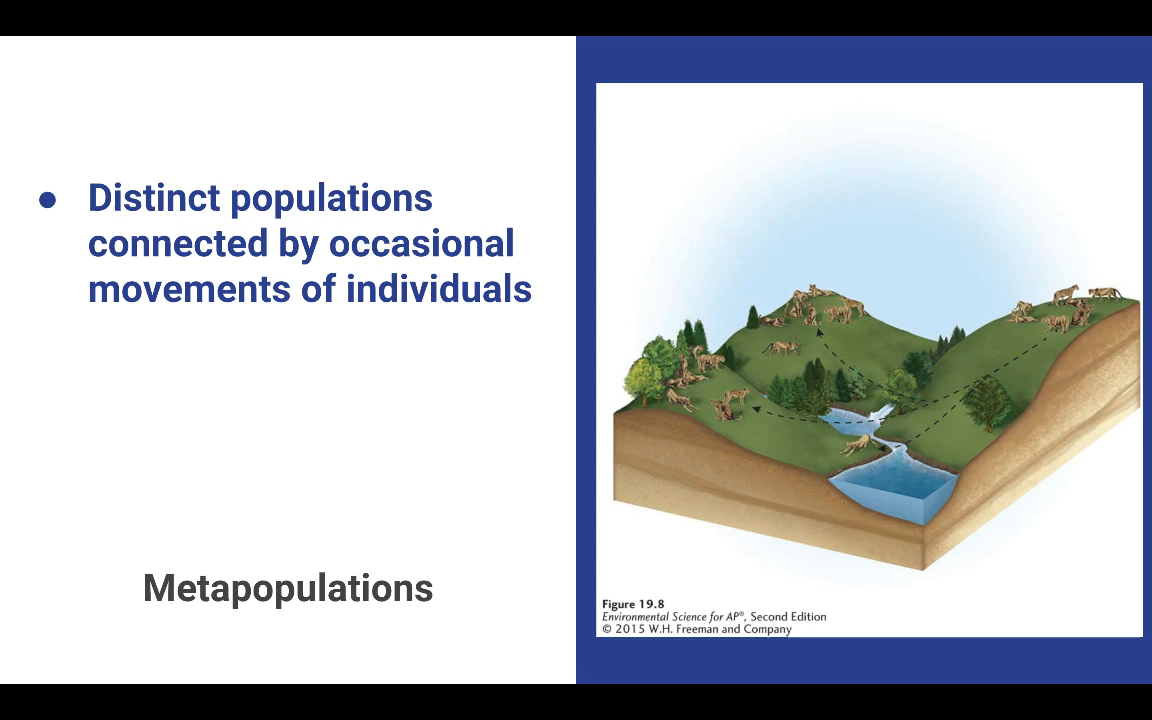 ● Distinct populations
connected by occasional
movements of individuals
Metapopulations
Figure 19.8
Environmental Science for AP®, Second Edition
© 2015 W.H. Freeman and Company